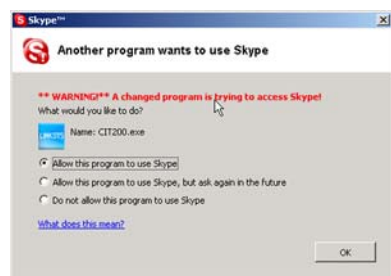 Skype™
Another program wants to use Skype
** WARNING!** A changed program is trying to access Skype!
What would you like to do?
LINKSYS
Name: CIT200.exe
Allow this program to use Skype
Allow this program to use Skype, but ask again in the future
Do not allow this program to use Skype
What does this mean?
OK